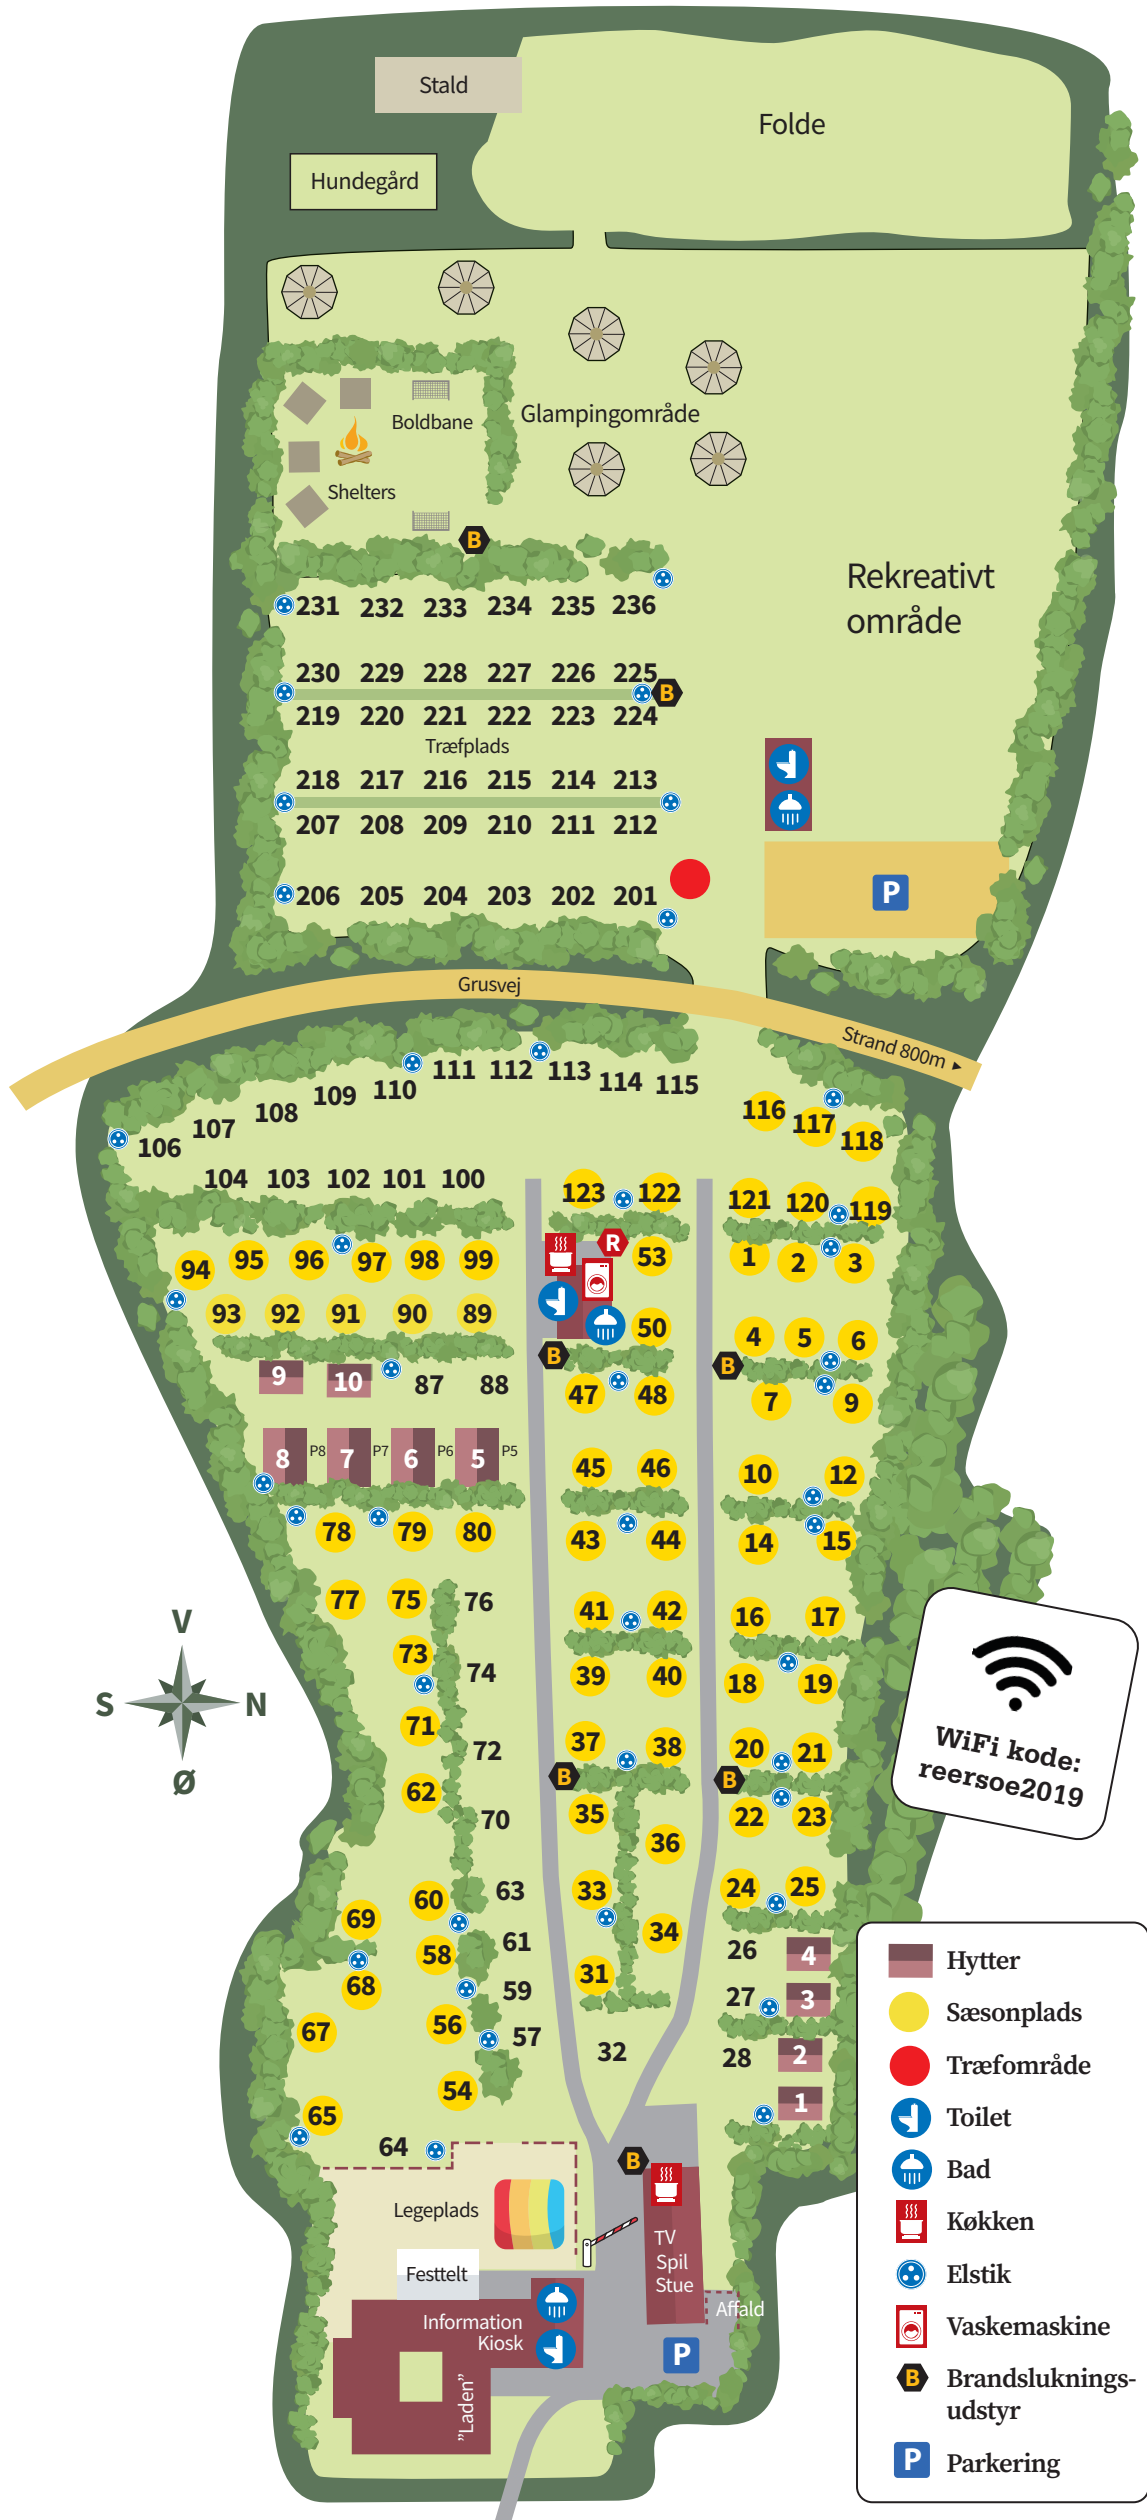 Stald
Folde
Hundegård
Boldbane
Glampingområde
Shelters
B
Rekreativt
område
231 232 233 234 235 236
230 229 228 227 226 225
B
219 220 221 222 223 224
Træfplads
218 217 216 215 214 213
207 208 209 210 211 212
206 205 204 203 202 201
P
Grusvej
Strand 800m
106 107 108 109 110 111 112 113 114 115
116 117 118
104 103 102 101 100
123 122
121 120 119
94 95 96 97 98 99
R
53
1 2 3
93 92 91 90 89
50
4 5 6
B
B
9 10 87 88
47 48
7 9
8 P8 7 P7 6 P6 5 P5
45 46
10 12
78 79 80
43 44
14 15
77 75 76
41 42
16 17
73 74
39 40
18 19
V
S N
Ø
WiFi kode:
reersoe2019
71 72
37 38
20 21
B
B
62 70
35 36
22 23
60 63
33 34
24 25
69 58 61
26 4
68 59
31
27 3
67 56 57
32
28 2
54
1
65
64
B
Legeplads
TV
Spil
Stue
Festtelt
Affald
Information
Kiosk
P
"Laden"
Hytter
Sæsonplads
Træfområde
Toilet
Bad
Køkken
Elstik
Vaskemaskine
B Brandsluknings-
udstyr
P Parkering